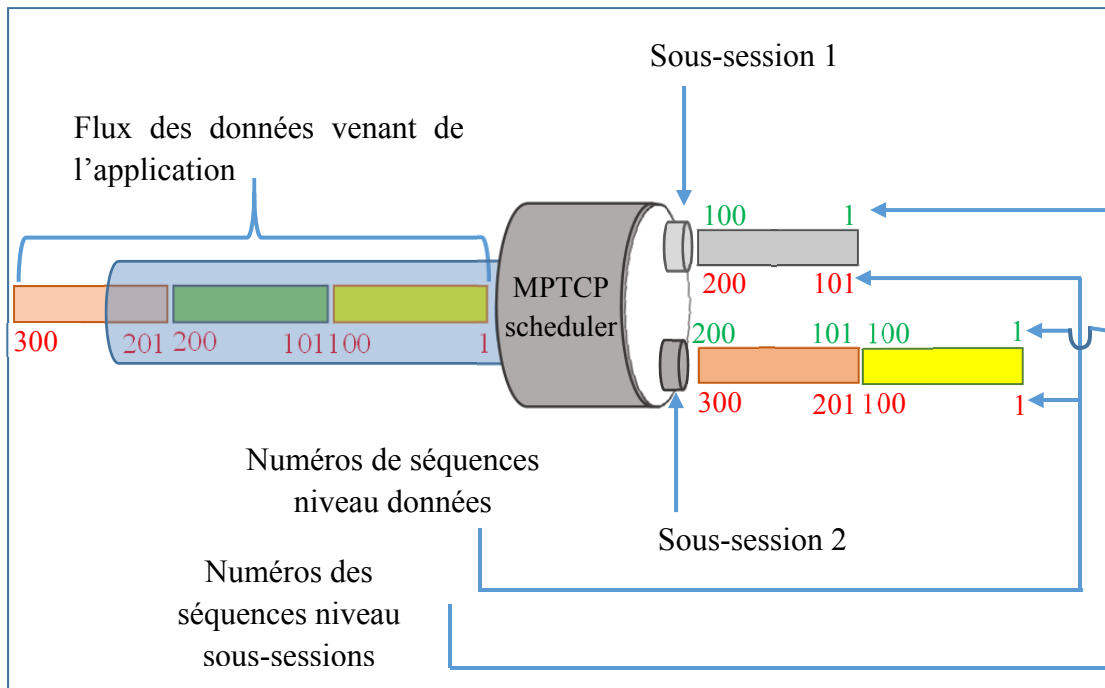 Sous-session 1
Flux des données venant de
l’application
100 1
MPTCP
scheduler
200 101
300 201 200 101 100 1
200 101 100 1
300 201 100 1
Numéros de séquences
niveau données
Sous-session 2
Numéros des
séquences niveau
sous-sessions